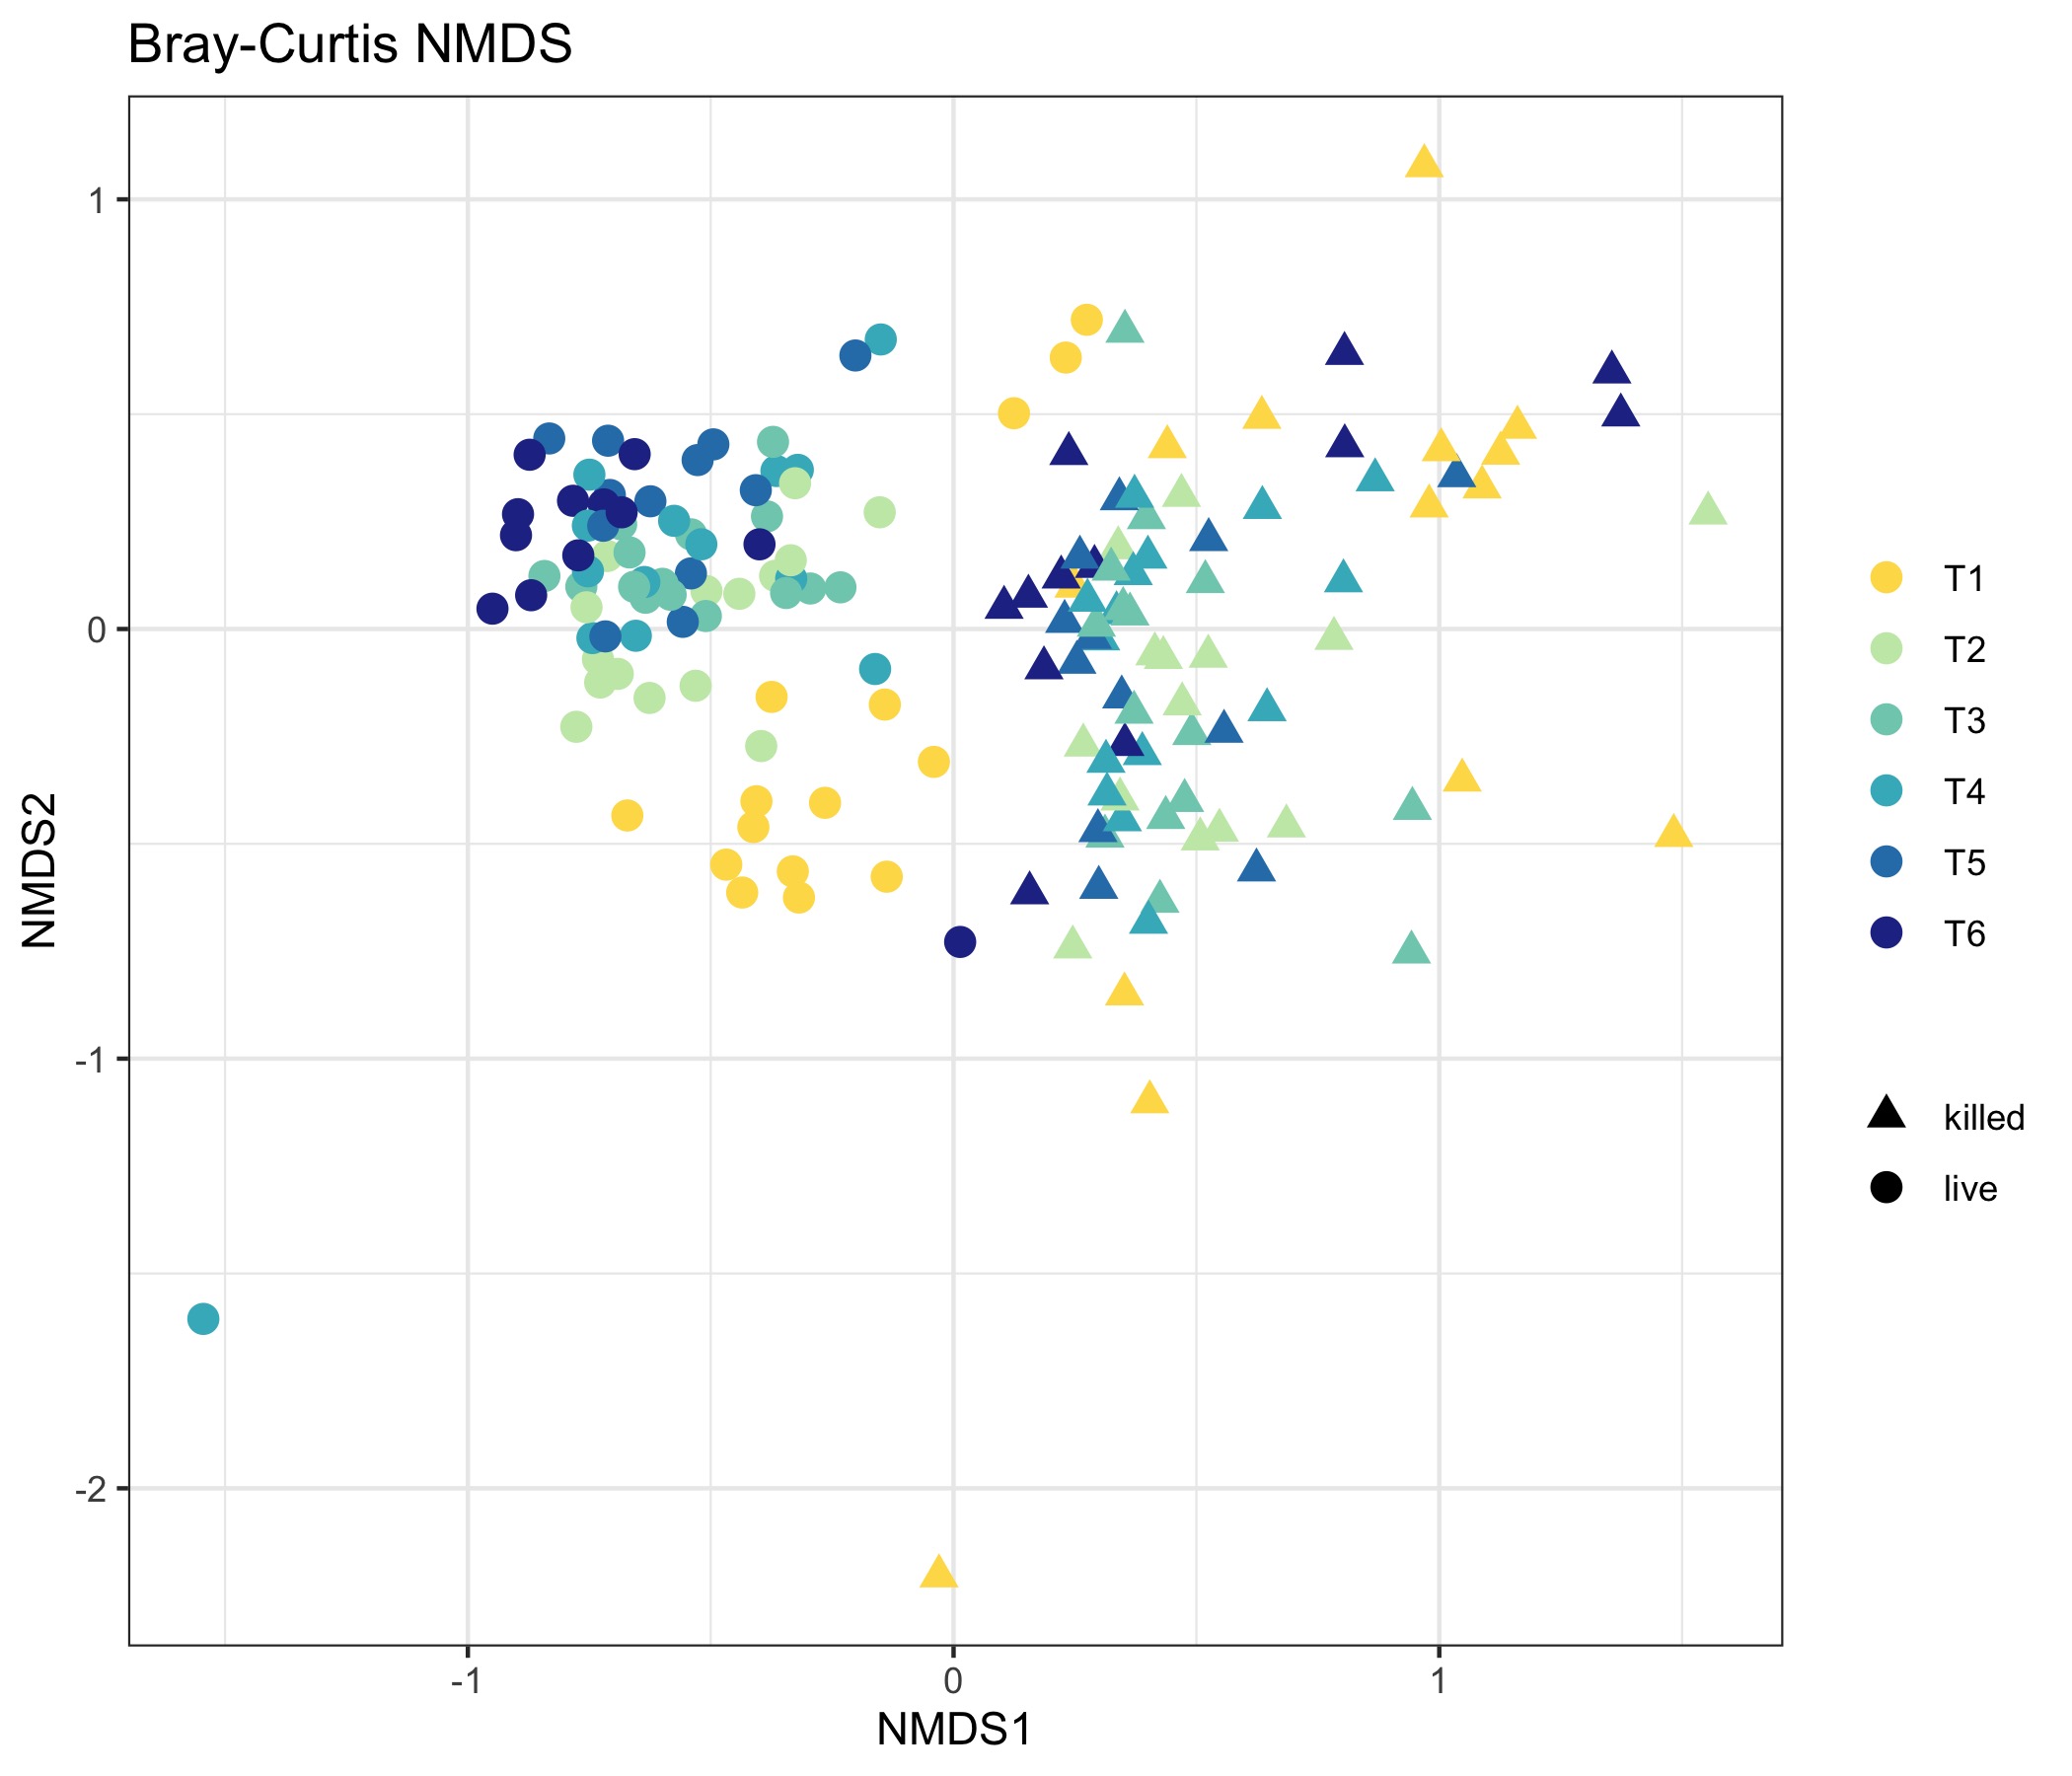 Bray-Curtis NMDS
1
0
-1
-2
NMDS2
-1
0
1
NMDS1
T1
T2
T3
T4
T5
T6
killed
live